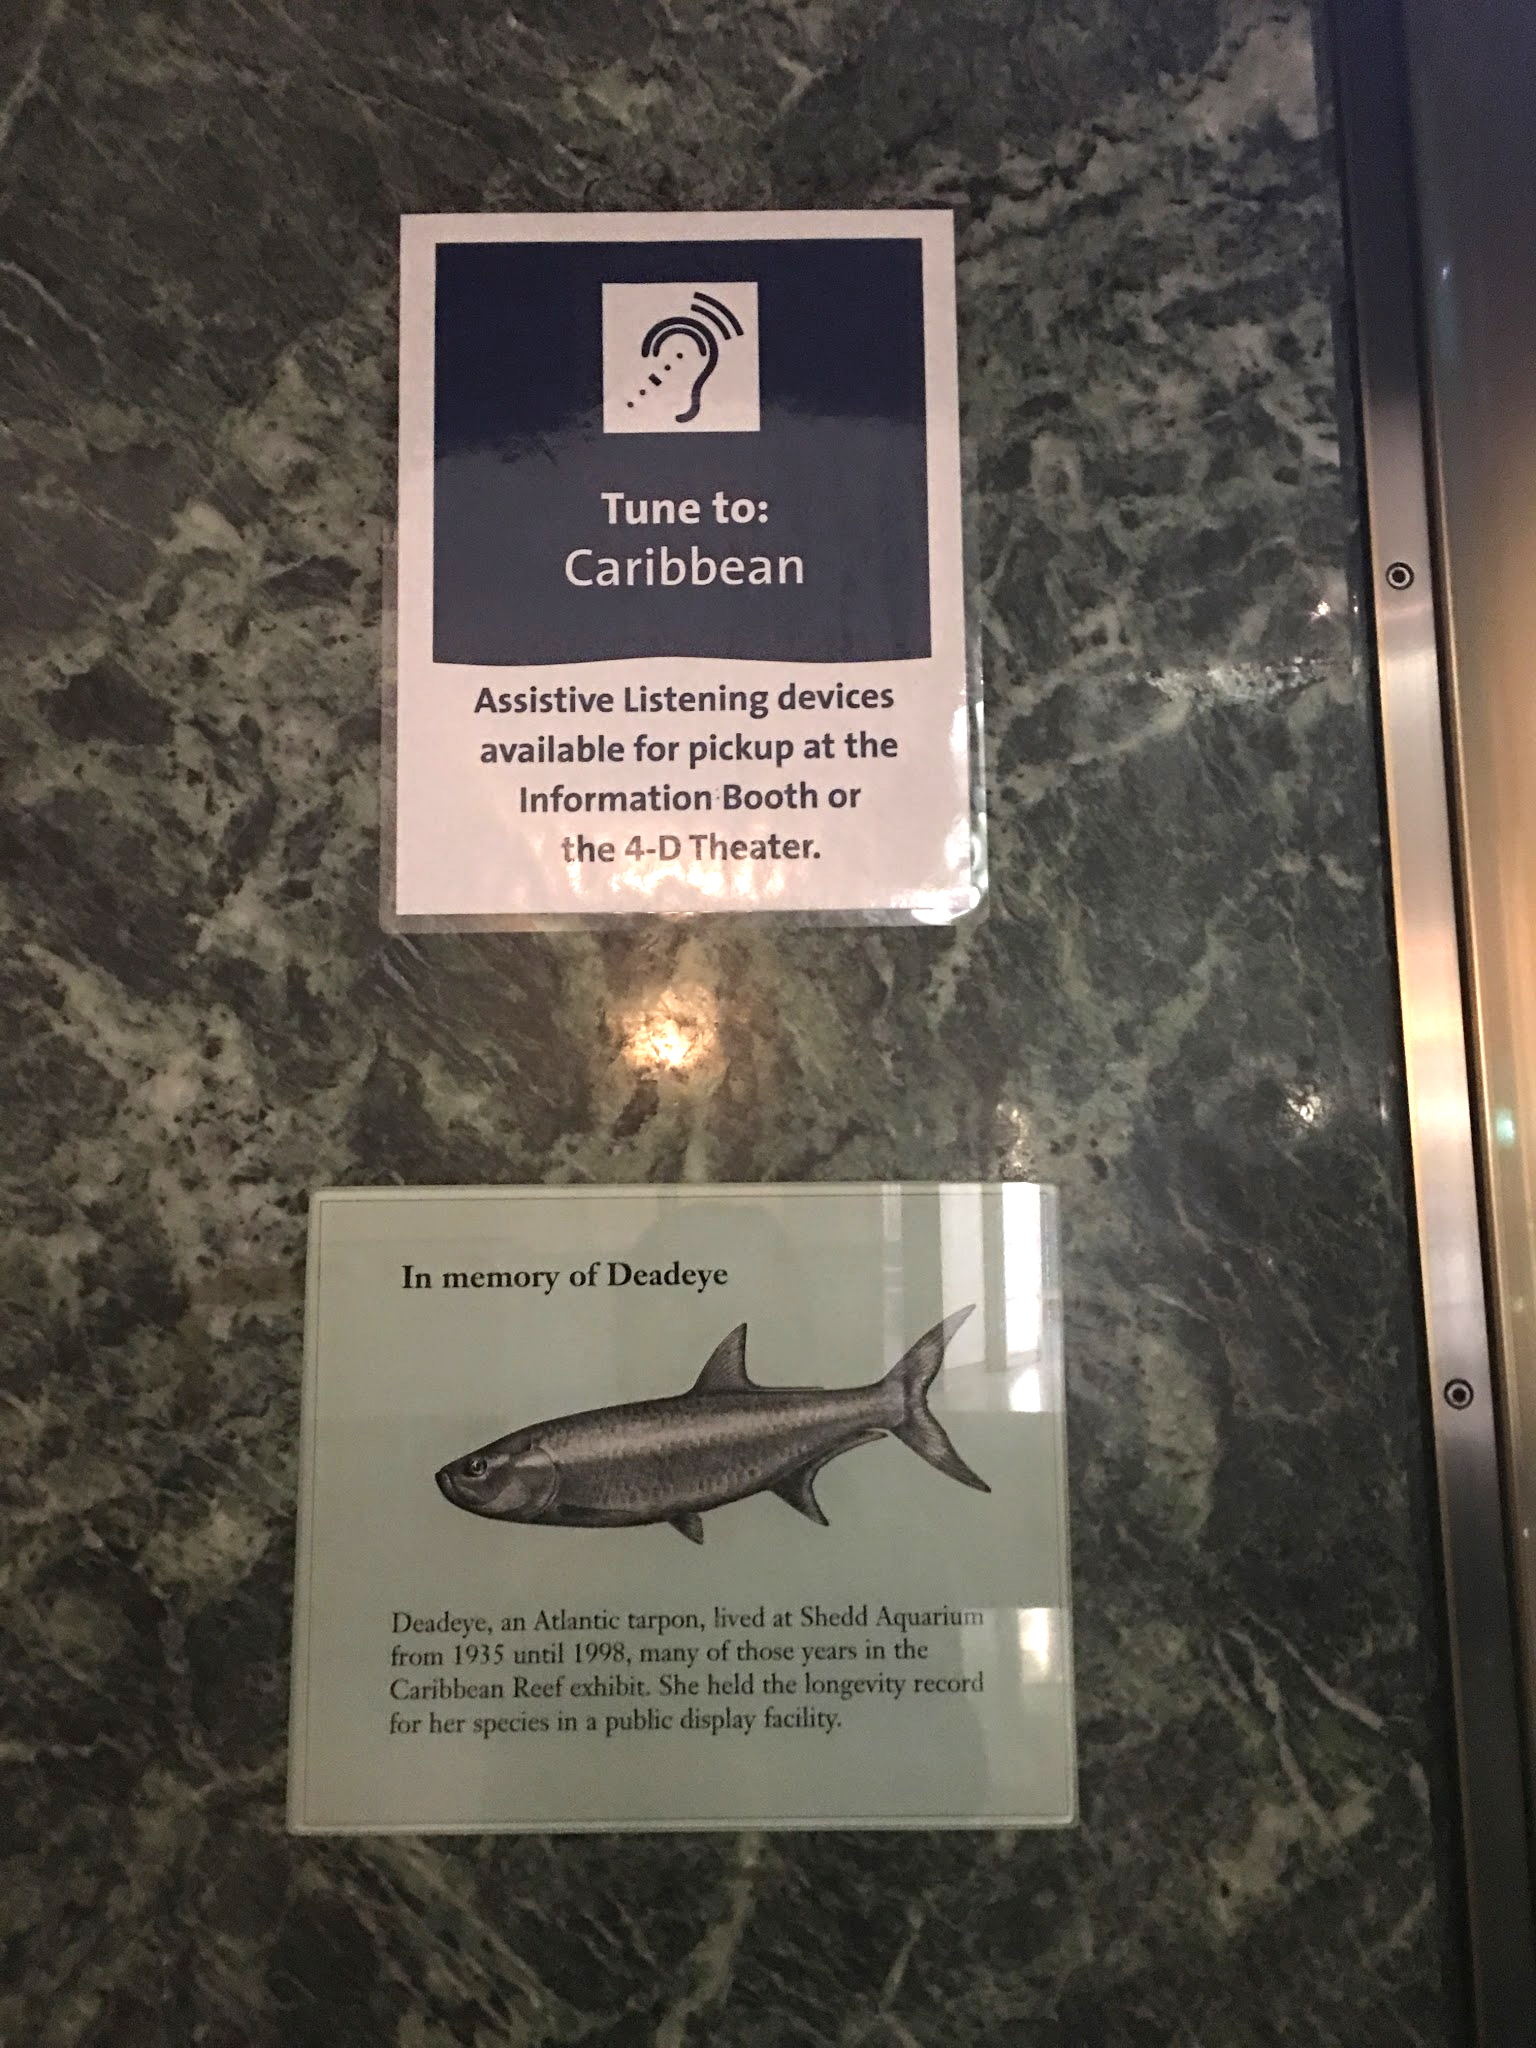 Tune to:
Caribbean
Assistive Listening devices
available for pickup at the
Information Booth or
the 4-D Theater.
In memory of Deadeye
Deadeye, an Atlantic tarpon, lived at Shedd Aquarium
from 1935 until 1998, many of those years in the
Caribbean Reef exhibit. She held the longevity record
for her species in a public display facility.